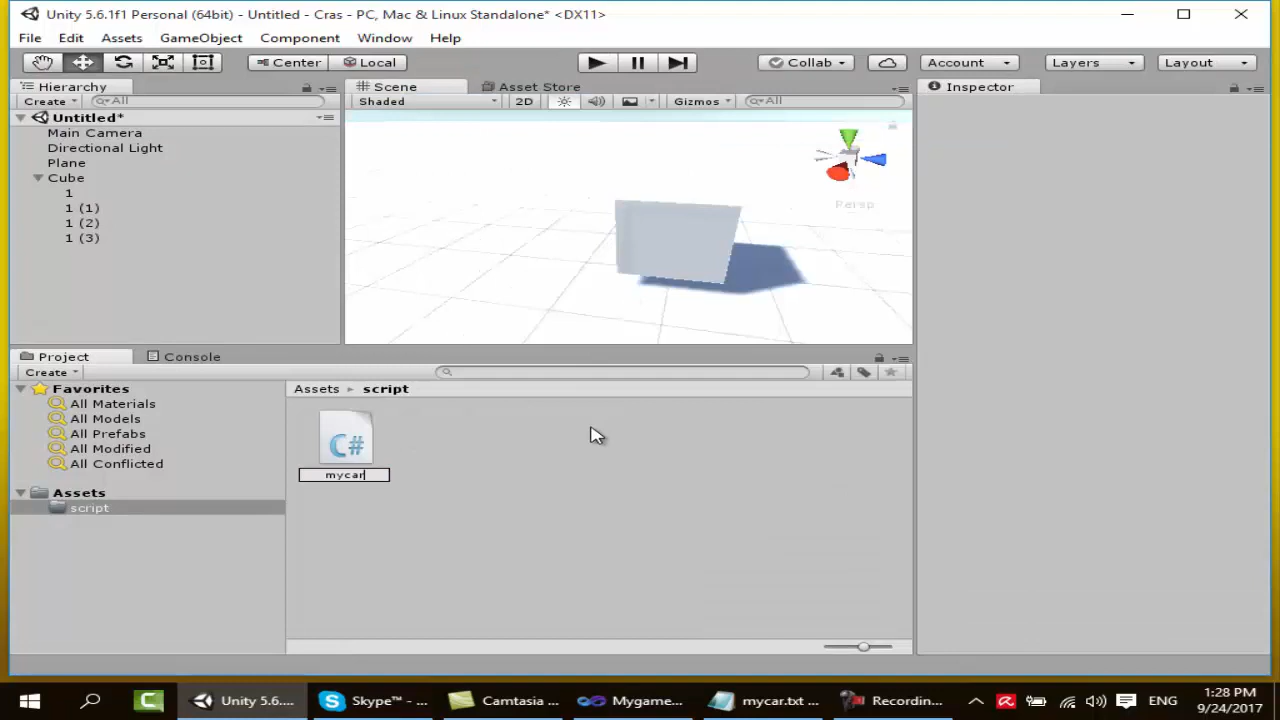 Unity 5.6.1f1 Personal (64bit) - Untitled - Cras - PC, Mac & Linux Standalone* <DX11>
File Edit Assets GameObject Component Window Help
Center Local Collab Account Layers Layout
Hierarchy
Create All
Untitled*
Main Camera
Directional Light
Plane
Cube
1
1 (1)
1 (2)
1 (3)
Scene Asset Store
Shaded 2D Gizmos All
Persp
Inspector
Project Console
Create
Favorites
All Materials
All Models
All Prefabs
All Modified
All Conflicted
Assets
script
Assets script
C#
mycar
Unity 5.6....
Skype™ - ...
Camtasia ...
Mygame...
mycar.txt ...
Recordin...
ENG
1:28 PM
9/24/2017